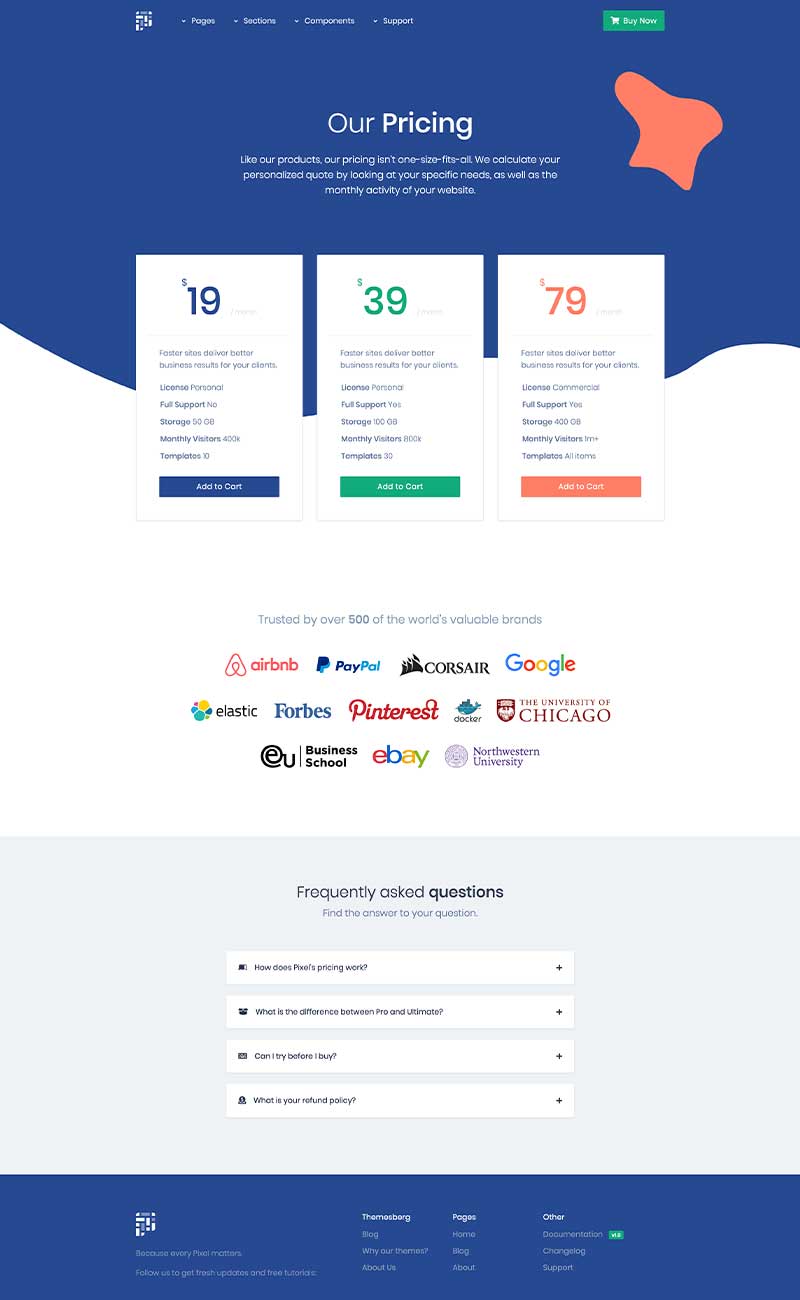 Pages Sections Components Support Buy Now
Our Pricing
Like our products, our pricing isn't one-size-fits-all. We calculate your
personalized quote by looking at your specific needs, as well as the
monthly activity of your website.
$19 / month
Faster sites deliver better
business results for your clients.
License Personal
Full Support No
Storage 50 GB
Monthly Visitors 400k
Templates 10
Add to Cart
$39 / month
Faster sites deliver better
business results for your clients.
License Personal
Full Support Yes
Storage 100 GB
Monthly Visitors 800k
Templates 30
Add to Cart
$79 / month
Faster sites deliver better
business results for your clients.
License Commercial
Full Support Yes
Storage 400 GB
Monthly Visitors 1m+
Templates All items
Add to Cart
Trusted by over 500 of the world's valuable brands
airbnb PayPal CORSAIR Google
elastic Forbes Pinterest docker THE UNIVERSITY OF
CHICAGO
eu Business
School
ebay
Northwestern
University
Frequently asked questions
Find the answer to your question.
How does Pixel's pricing work? +
What is the difference between Pro and Ultimate? +
Can I try before I buy? +
What is your refund policy? +
Because every Pixel matters.
Follow us to get fresh updates and free tutorials:
Themesberg
Blog
Why our themes?
About Us
Pages
Home
Blog
About
Other
Documentation v1.0
Changelog
Support